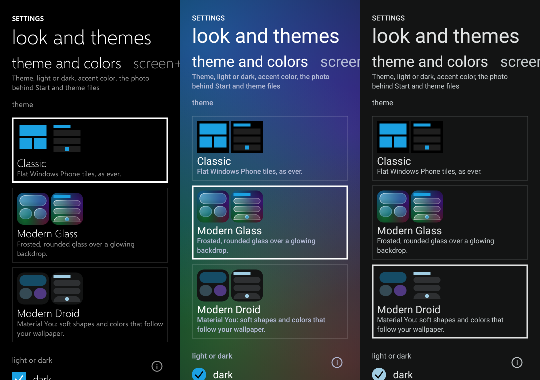 SETTINGS
look and themes
theme and colors screen+
Theme, light or dark, accent color, the photo
behind Start and theme files
theme
Classic
Flat Windows Phone tiles, as ever.
Modern Glass
Frosted, rounded glass over a glowing
backdrop.
Modern Droid
Material You: soft shapes and colors that follow
your wallpaper.
light or dark
dark
SETTINGS
look and themes
theme and colors screen
Theme, light or dark, accent color, the photo
behind Start and theme files
theme
Classic
Flat Windows Phone tiles, as ever.
Modern Glass
Frosted, rounded glass over a glowing
backdrop.
Modern Droid
Material You: soft shapes and colors that
follow your wallpaper.
light or dark
dark
SETTINGS
look and themes
theme and colors screen
Theme, light or dark, accent color, the photo
behind Start and theme files
theme
Classic
Flat Windows Phone tiles, as ever.
Modern Glass
Frosted, rounded glass over a glowing
backdrop.
Modern Droid
Material You: soft shapes and colors that
follow your wallpaper.
light or dark
dark